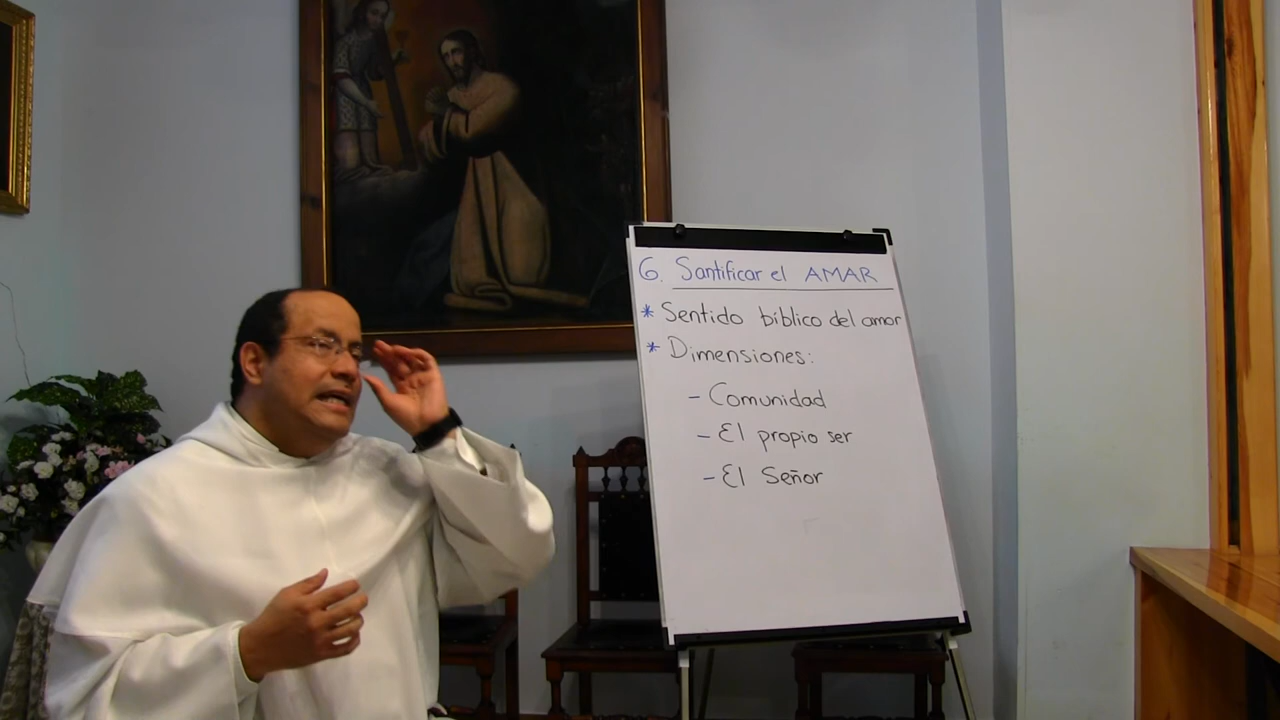 6. Santificar el AMAR
* Sentido bíblico del amor
* Dimensiones:
- Comunidad
- El propio ser
- El Señor